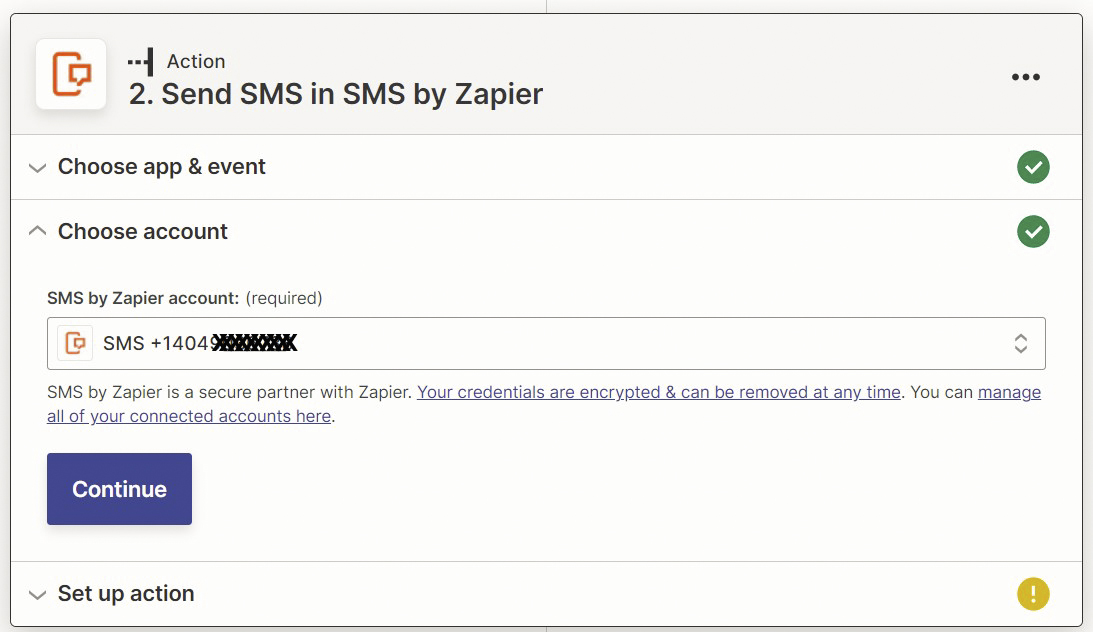 Action
2. Send SMS in SMS by Zapier
Choose app & event
Choose account
SMS by Zapier account: (required)
SMS +1404
SMS by Zapier is a secure partner with Zapier. Your credentials are encrypted & can be removed at any time. You can manage
all of your connected accounts here.
Continue
Set up action